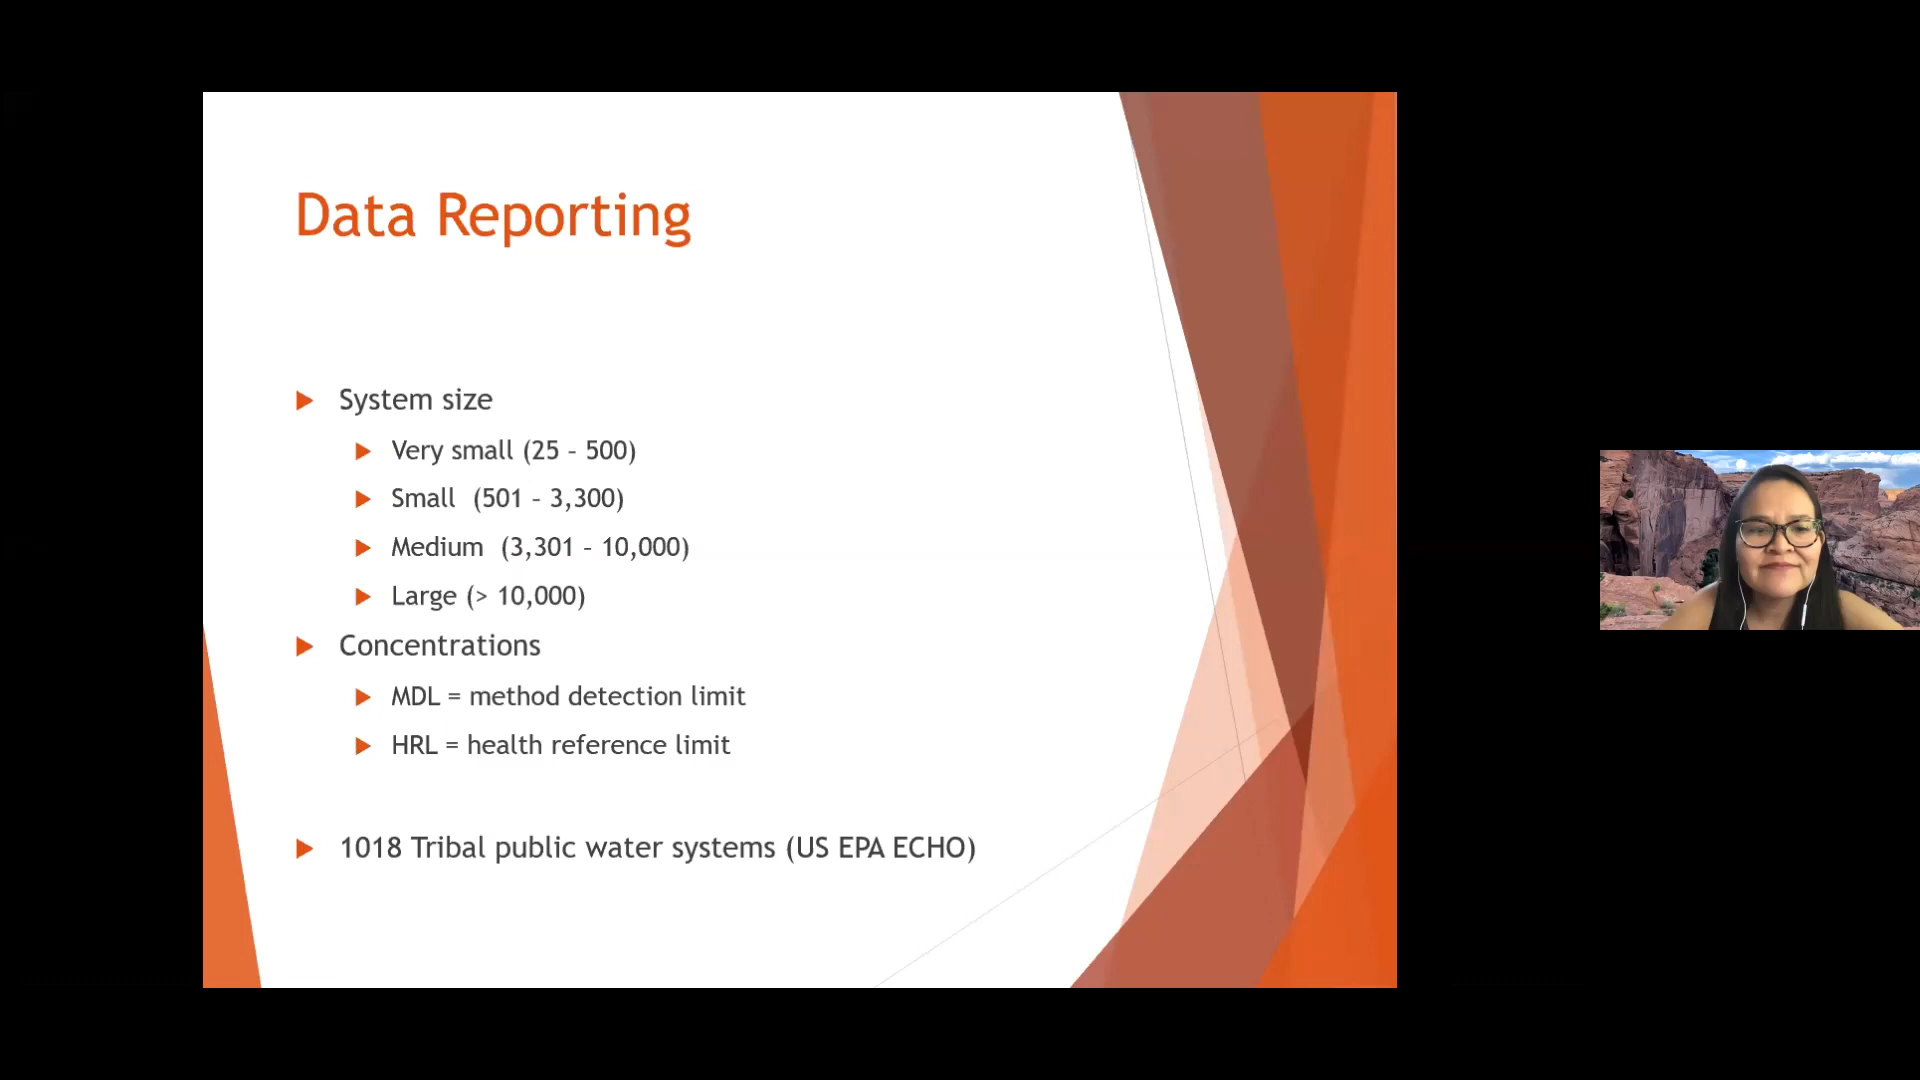 Data Reporting
System size
Very small (25 – 500)
Small  (501 – 3,300)
Medium  (3,301 – 10,000)
Large (> 10,000)
Concentrations
MDL = method detection limit
HRL = health reference limit
1018 Tribal public water systems (US EPA ECHO)